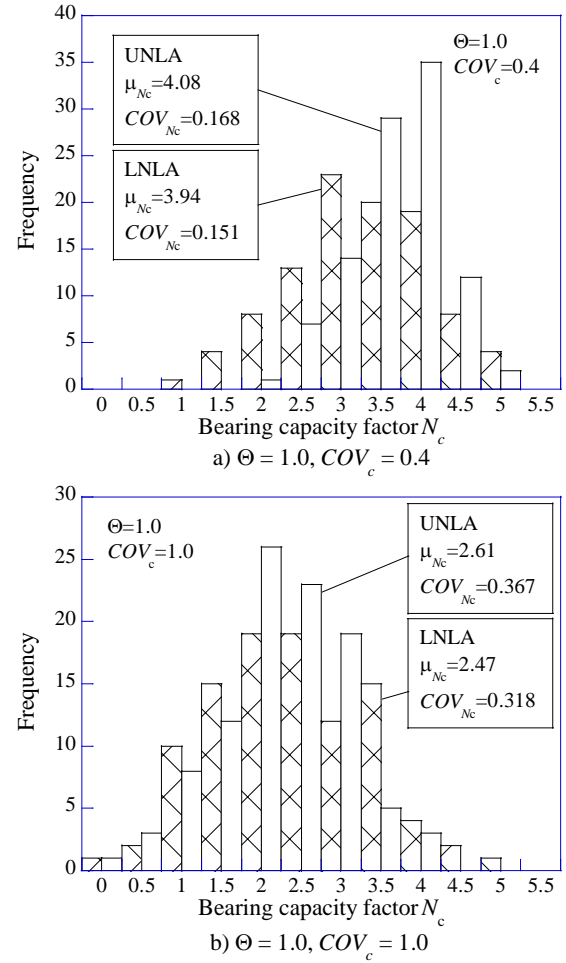 40
35
30
25
20
15
10
5
0
Frequency
UNLA
μNc=4.08
COVNc=0.168
LNLA
μNc=3.94
COVNc=0.151
Θ=1.0
COVc=0.4
0 0.5 1 1.5 2 2.5 3 3.5 4 4.5 5 5.5
Bearing capacity factor Nc
a) Θ = 1.0, COVc = 0.4
30
25
20
15
10
5
0
Frequency
Θ=1.0
COVc=1.0
UNLA
μNc=2.61
COVNc=0.367
LNLA
μNc=2.47
COVNc=0.318
0 0.5 1 1.5 2 2.5 3 3.5 4 4.5 5 5.5
Bearing capacity factor Nc
b) Θ = 1.0, COVc = 1.0